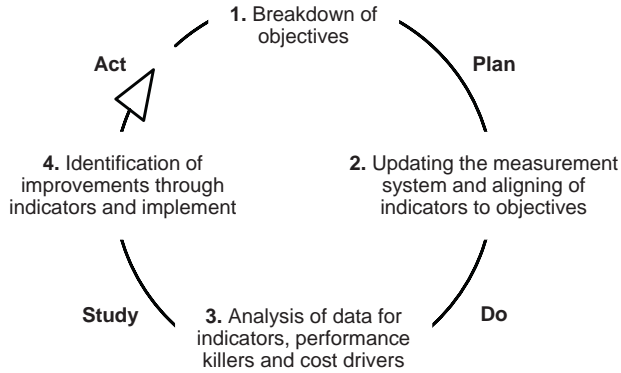 1. Breakdown of
objectives
Act
Plan
4. Identification of
improvements through
indicators and implement
2. Updating the measurement
system and aligning of
indicators to objectives
Study
Do
3. Analysis of data for
indicators, performance
killers and cost drivers